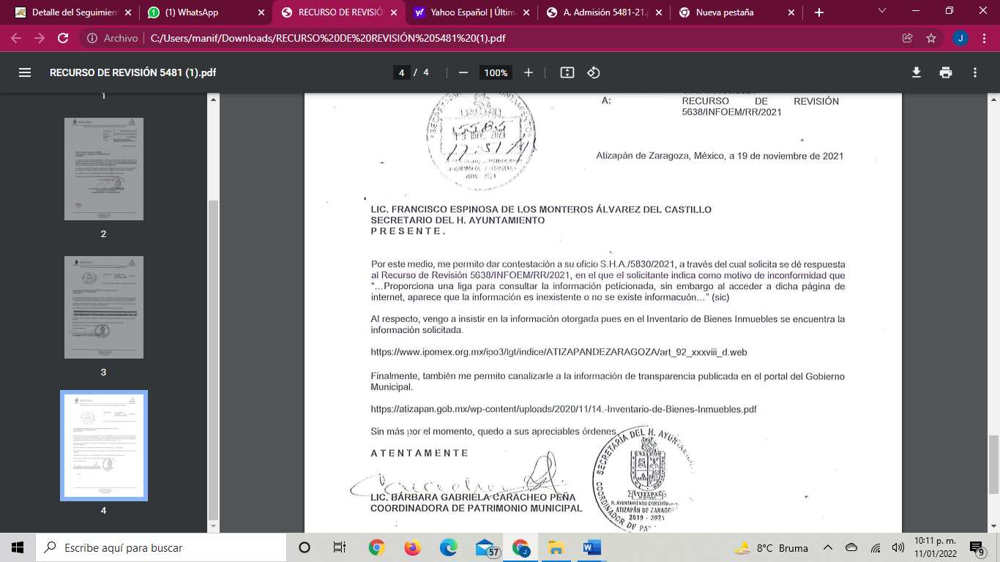 Detalle del Seguimient
(1) WhatsApp
RECURSO DE REVISIÓ
Yahoo Español | Últim
A. Admisión 5481-21.p
Nueva pestaña
Archivo
C:/Users/manif/Downloads/RECURSO%20DE%20REVISIÓN%205481%20(1).pdf
J
RECURSO DE REVISIÓN 5481 (1).pdf
4 / 4
100%
1
2
3
4
A:
RECURSO DE REVISIÓN
5638/INFOEM/RR/2021
2019 - 2021
Atizapán de Zaragoza, México, a 19 de noviembre de 2021
LIC. FRANCISCO ESPINOSA DE LOS MONTEROS ÁLVAREZ DEL CASTILLO
SECRETARIO DEL H. AYUNTAMIENTO
P R E S E N T E .
Por este medio, me permito dar contestación a su oficio S.H.A./5830/2021, a través del cual solicita se dé respuesta
al Recurso de Revisión 5638/INFOEM/RR/2021, en el que el solicitante indica como motivo de inconformidad que
"...Proporciona una liga para consultar la información peticionada, sin embargo al acceder a dicha página de
internet, aparece que la información es inexistente o no se existe informacuón..." (sic)
Al respecto, vengo a insistir en la información otorgada pues en el Inventario de Bienes Inmuebles se encuentra la
información solicitada.
https://www.ipomex.org.mx/ipo3/lgt/indice/ATIZAPANDEZARAGOZA/art_92_xxxviii_d.web
Finalmente, también me permito canalizarle a la información de transparencia publicada en el portal del Gobierno
Municipal.
https://atizapan.gob.mx/wp-content/uploads/2020/11/14.-Inventario-de-Bienes-Inmuebles.pdf
Sin más por el momento, quedo a sus apreciables órdenes
A T E N T A M E N T E
LIC. BÁRBARA GABRIELA CARACHEO PEÑA
COORDINADORA DE PATRIMONIO MUNICIPAL
SECRETARIA DEL H. AYUNTAM
ATIZAPÁN
H. AYUNTAMIENTO
ATIZAPÁN DE ZARAGO
2019 - 2021
COORDINADOR DE PA
Escribe aquí para buscar
57
J
8°C Bruma
10:11 p. m.
11/01/2022
9